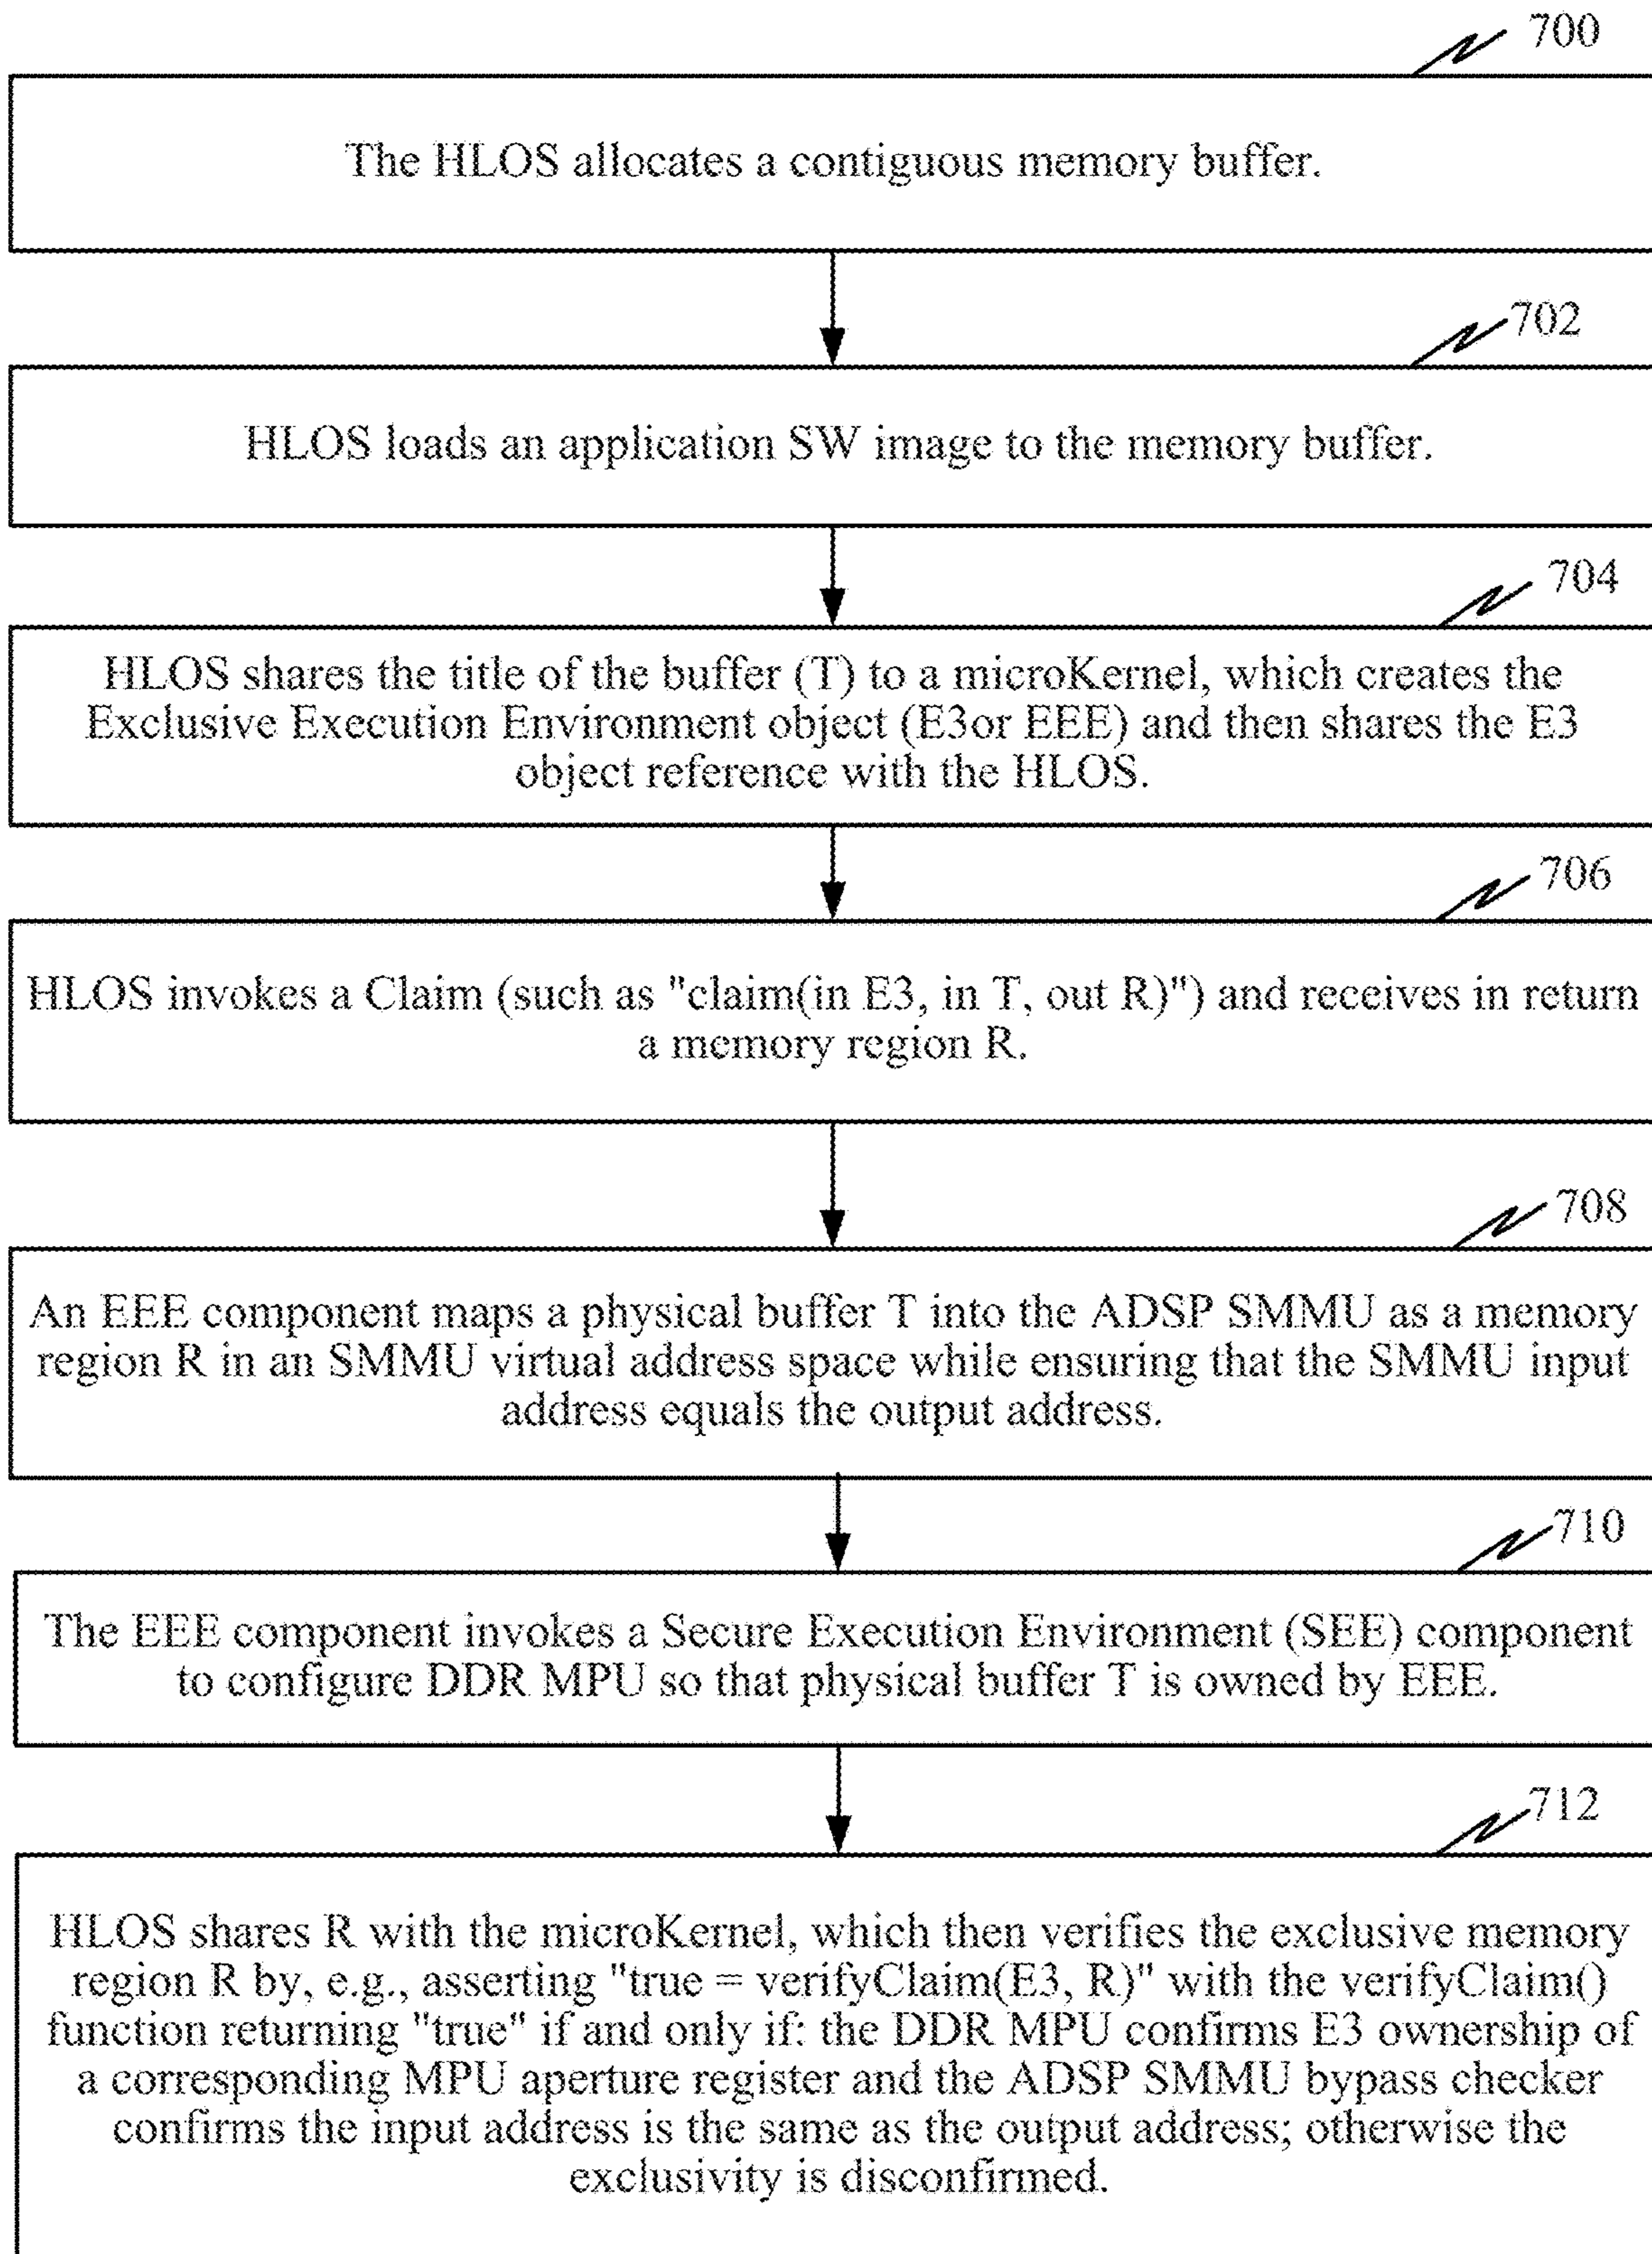 700
The HLOS allocates a contiguous memory buffer.
702
HLOS loads an application SW image to the memory buffer.
704
HLOS shares the title of the buffer (T) to a microKernel, which creates the
Exclusive Execution Environment object (E3or EEE) and then shares the E3
object reference with the HLOS.
706
HLOS invokes a Claim (such as "claim(in E3, in T, out R)") and receives in return
a memory region R.
708
An EEE component maps a physical buffer T into the ADSP SMMU as a memory
region R in an SMMU virtual address space while ensuring that the SMMU input
address equals the output address.
710
The EEE component invokes a Secure Execution Environment (SEE) component
to configure DDR MPU so that physical buffer T is owned by EEE.
712
HLOS shares R with the microKernel, which then verifies the exclusive memory
region R by, e.g., asserting "true = verifyClaim(E3, R)" with the verifyClaim()
function returning "true" if and only if: the DDR MPU confirms E3 ownership of
a corresponding MPU aperture register and the ADSP SMMU bypass checker
confirms the input address is the same as the output address; otherwise the
exclusivity is disconfirmed.